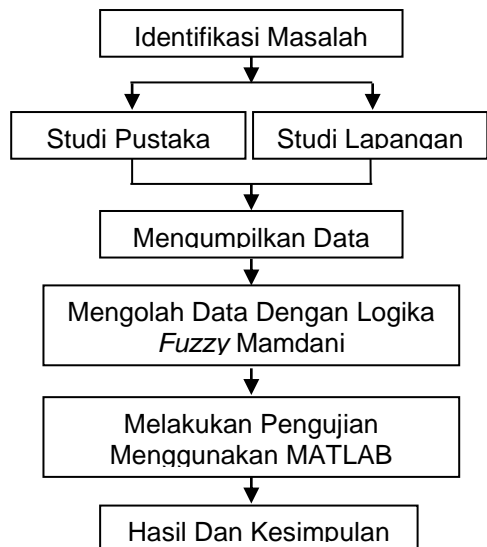 Identifikasi Masalah
Studi Pustaka
Studi Lapangan
Mengumpilkan Data
Mengolah Data Dengan Logika
Fuzzy Mamdani
Melakukan Pengujian
Menggunakan MATLAB
Hasil Dan Kesimpulan